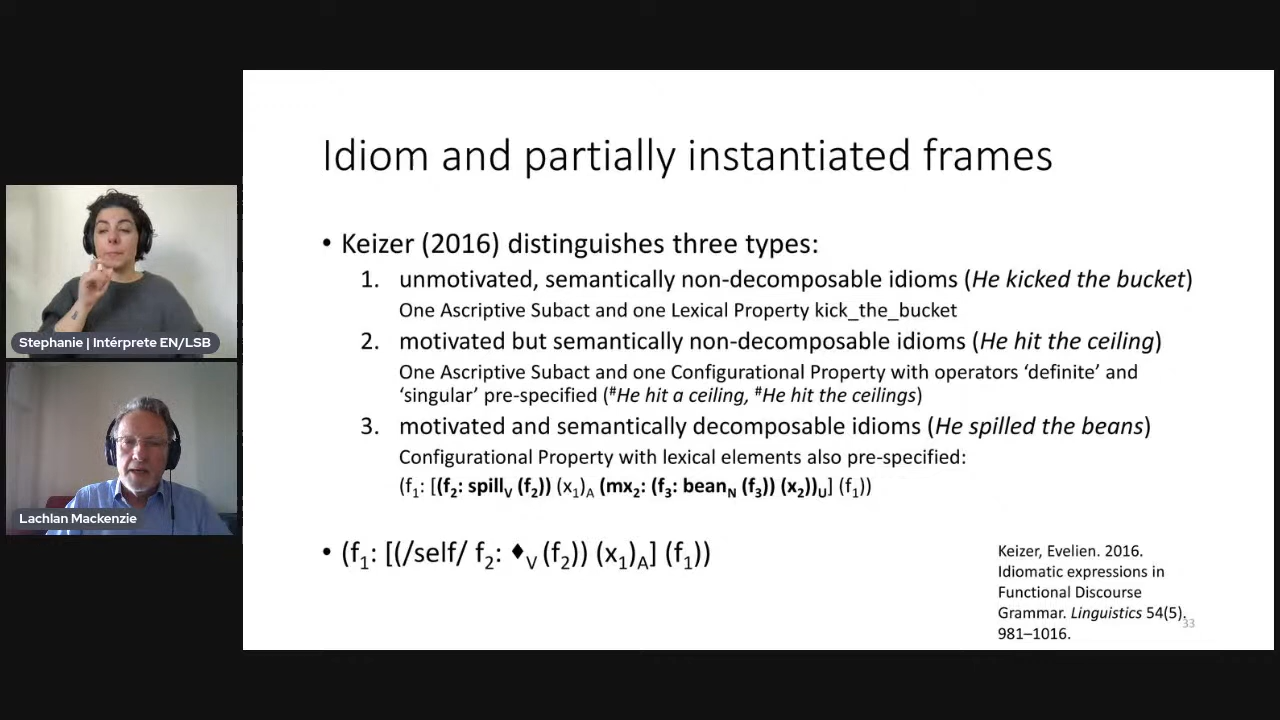 Idiom and partially instantiated frames
• Keizer (2016) distinguishes three types:
1. unmotivated, semantically non-decomposable idioms (He kicked the bucket)
One Ascriptive Subact and one Lexical Property kick_the_bucket
2. motivated but semantically non-decomposable idioms (He hit the ceiling)
One Ascriptive Subact and one Configurational Property with operators ‘definite’ and
‘singular’ pre-specified (#He hit a ceiling, #He hit the ceilings)
3. motivated and semantically decomposable idioms (He spilled the beans)
Configurational Property with lexical elements also pre-specified:
(f₁: [(f₂: spillV (f₂)) (x₁)A (mx₂: (f₃: beanN (f₃)) (x₂))U] (f₁))
• (f₁: [(/self/ f₂: ♦V (f₂)) (x₁)A] (f₁))
Keizer, Evelien. 2016.
Idiomatic expressions in
Functional Discourse
Grammar. Linguistics 54(5).
981–1016.
33
Stephanie | Intérprete EN/LSB
Lachlan Mackenzie